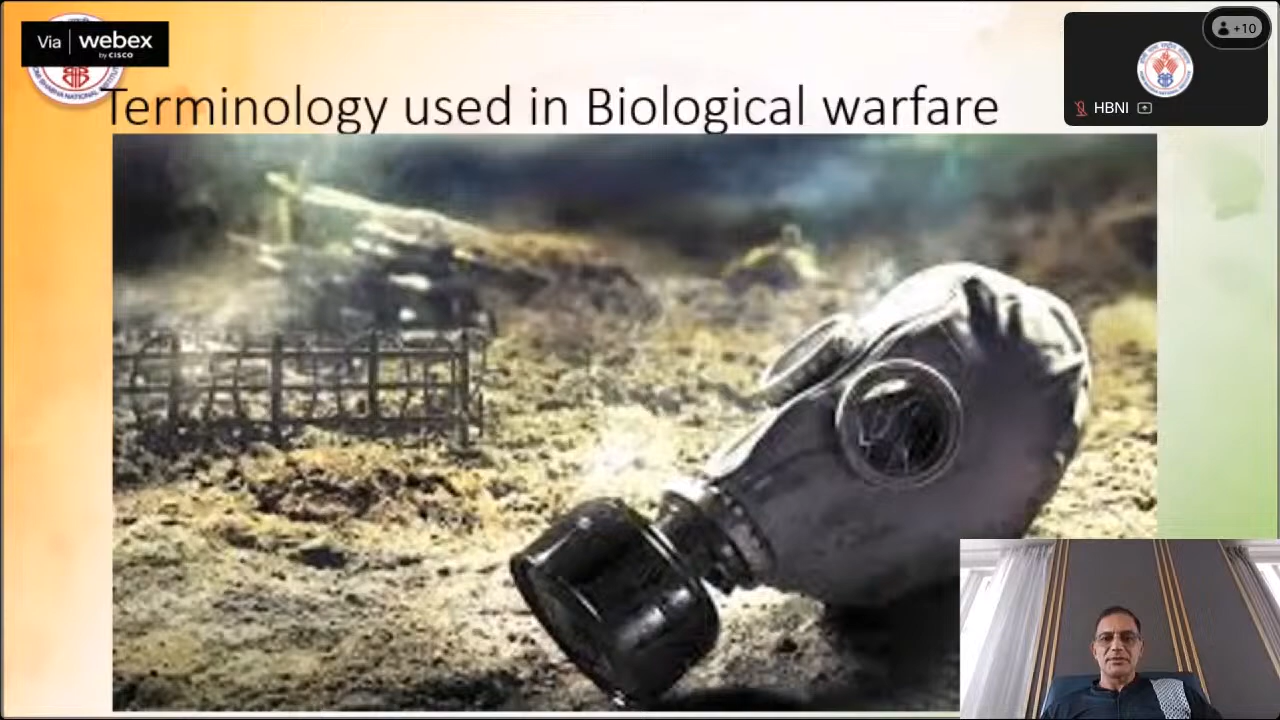 Via webex
by CISCO
+10
HBNI
Terminology used in Biological warfare